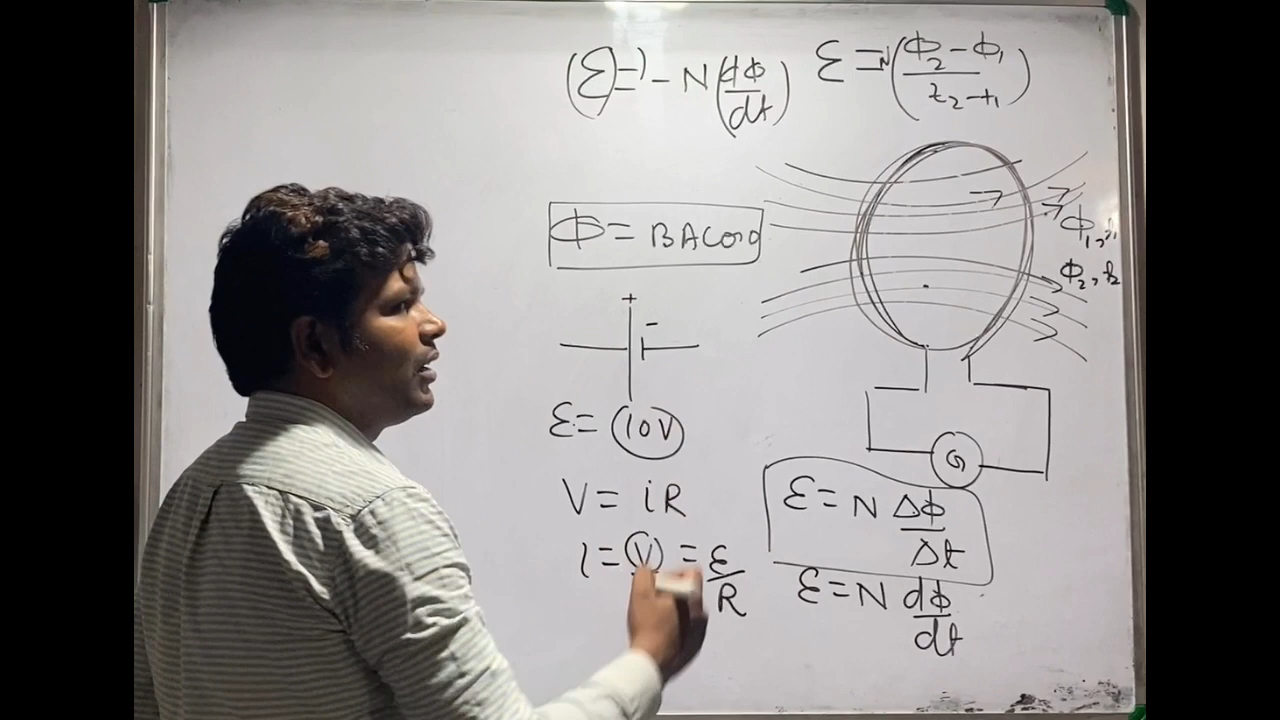 (ε) = - N (dΦ/dt)
ε = N (Φ₂ - Φ₁ / t₂ - t₁)
Φ = BA Cosθ
+
-
Φ₁, t₁
Φ₂, t₂
ε = 10V
G
V = iR
ε = N ΔΦ/Δt
i = V = ε/R
ε = N dΦ/dt